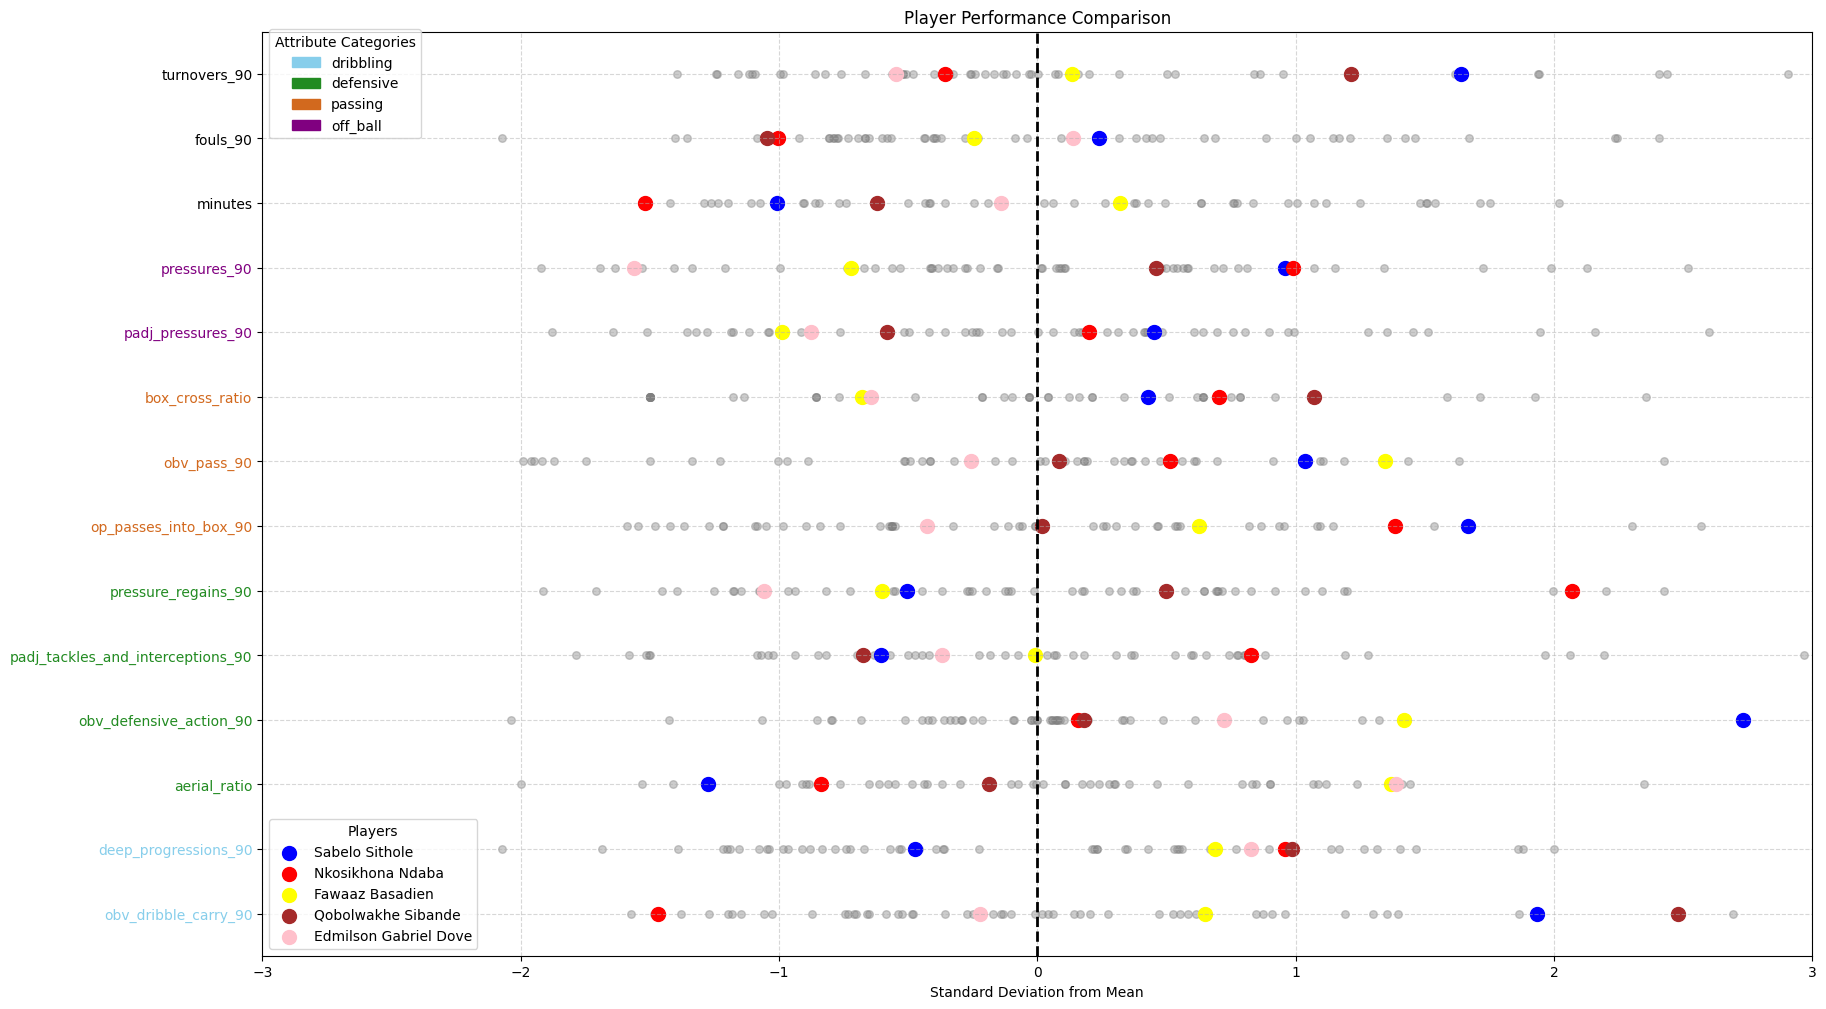 Player Performance Comparison
Attribute Categories
dribbling
defensive
passing
off_ball
turnovers_90
fouls_90
minutes
pressures_90
padj_pressures_90
box_cross_ratio
obv_pass_90
op_passes_into_box_90
pressure_regains_90
padj_tackles_and_interceptions_90
obv_defensive_action_90
aerial_ratio
deep_progressions_90
obv_dribble_carry_90
Players
Sabelo Sithole
Nkosikhona Ndaba
Fawaaz Basadien
Qobolwakhe Sibande
Edmilson Gabriel Dove
−3 −2 −1 0 1 2 3
Standard Deviation from Mean